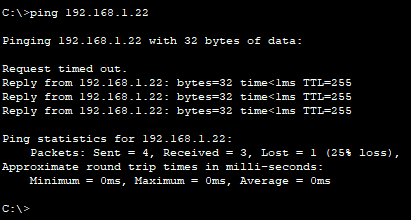 C:\>ping 192.168.1.22
Pinging 192.168.1.22 with 32 bytes of data:
Request timed out.
Reply from 192.168.1.22: bytes=32 time<1ms TTL=255
Reply from 192.168.1.22: bytes=32 time<1ms TTL=255
Reply from 192.168.1.22: bytes=32 time<1ms TTL=255
Ping statistics for 192.168.1.22:
    Packets: Sent = 4, Received = 3, Lost = 1 (25% loss),
Approximate round trip times in milli-seconds:
    Minimum = 0ms, Maximum = 0ms, Average = 0ms
C:\>